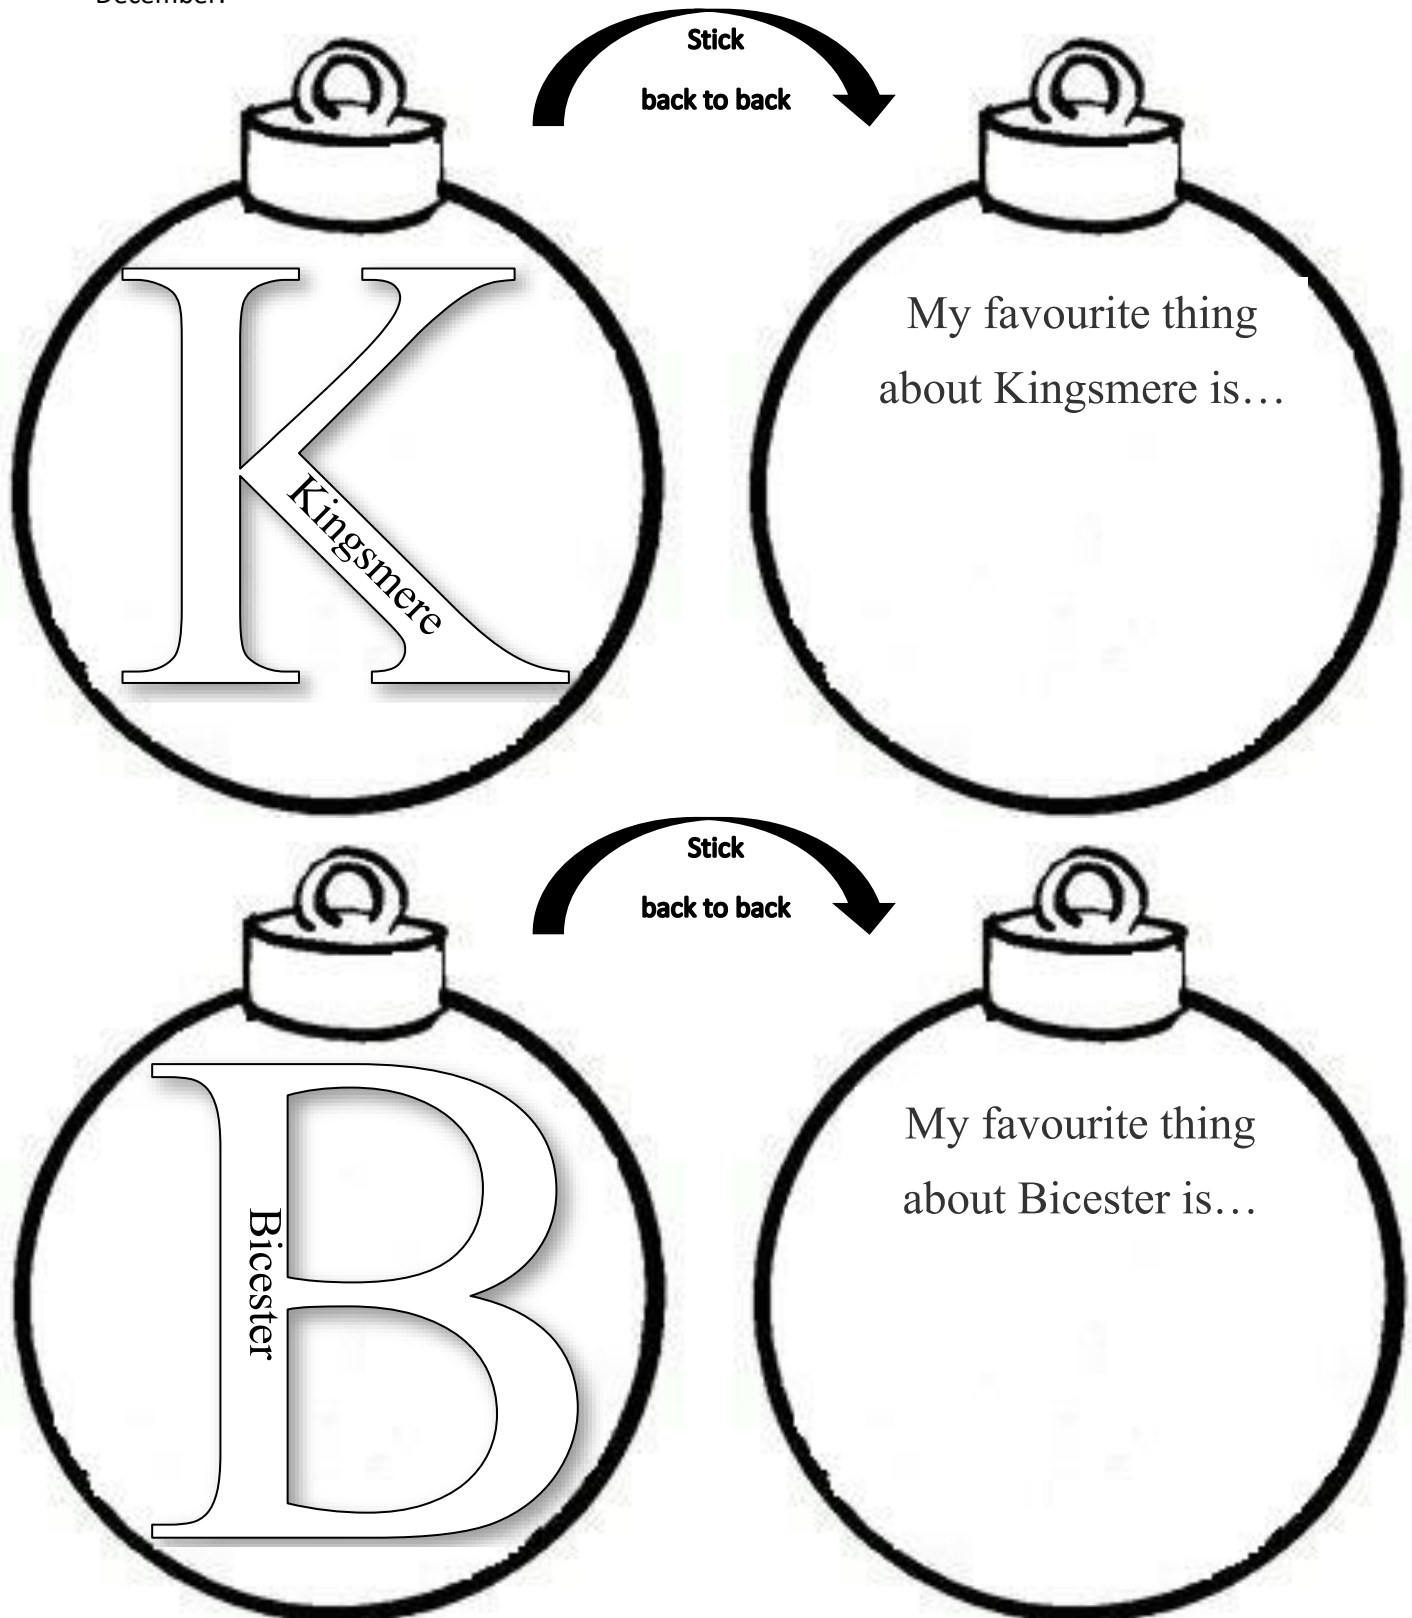 December.
Stick
back to back
K
Kingsmere
My favourite thing
about Kingsmere is…
Stick
back to back
B
Bicester
My favourite thing
about Bicester is…